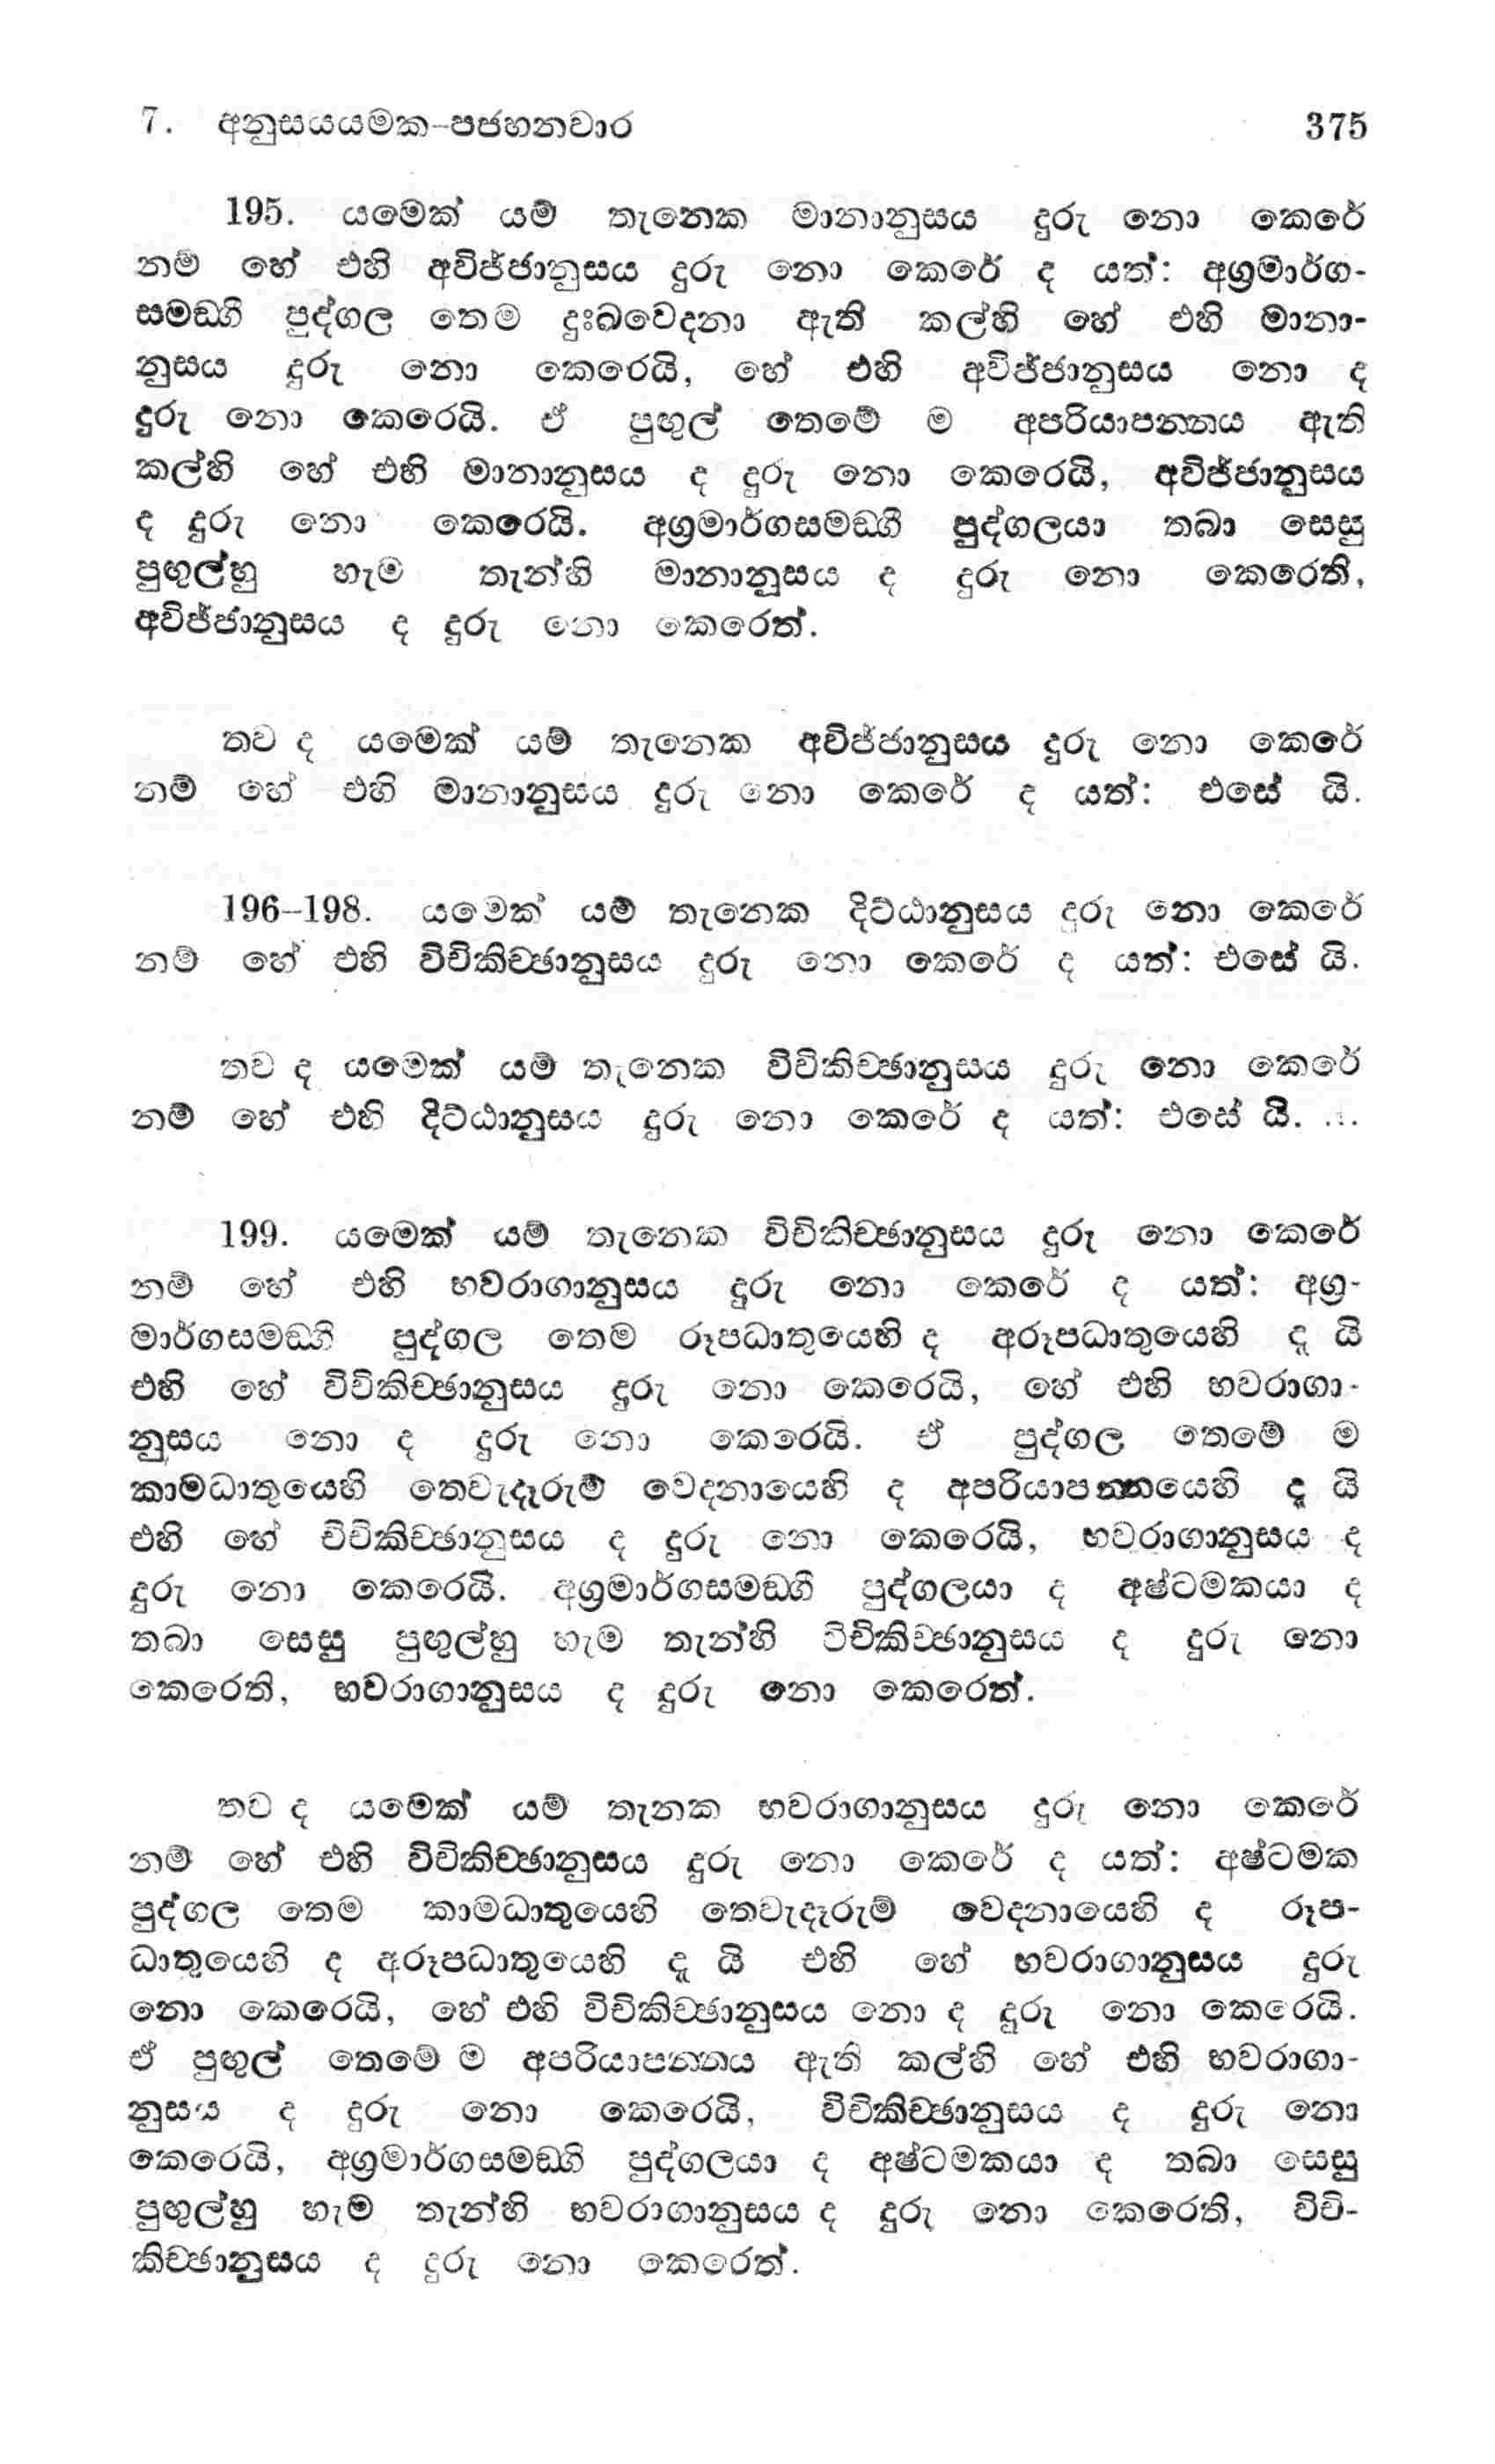 7. අනුසයයමක-පජහනවාර 375
195. යමෙක් යම් තැනෙක මානානුසය දුරු නො කෙරේ
නම් හේ එහි අවිජ්ජානුසය දුරු නො කෙරේ ද යත්: අග්‍රමාර්ග-
සමඞ්ගී පුද්ගල තෙම දුඃඛවෙදනා ඇති කල්හි හේ එහි මානා-
නුසය දුරු නො කෙරෙයි, හේ එහි අවිජ්ජානුසය නො ද
දුරු නො කෙරෙයි. ඒ පුඟුල් තෙමේ ම අපරියාපන්නය ඇති
කල්හි හේ එහි මානානුසය ද දුරු නො කෙරෙයි, අවිජ්ජානුසය
ද දුරු නො කෙරෙයි. අග්‍රමාර්ගසමඞ්ගී පුද්ගලයා තබා සෙසු
පුඟුල්හු හැම තැන්හි මානානුසය ද දුරු නො කෙරෙති,
අවිජ්ජානුසය ද දුරු නො කෙරෙත්.
තව ද යමෙක් යම් තැනෙක අවිජ්ජානුසය දුරු නො කෙරේ
නම් හේ එහි මානානුසය දුරු නො කෙරේ ද යත්: එසේ යි.
196–198. යමෙක් යම් තැනෙක දිට්ඨානුසය දුරු නො කෙරේ
නම් හේ එහි විචිකිච්ඡානුසය දුරු නො කෙරේ ද යත්: එසේ යි.
තව ද යමෙක් යම් තැනෙක විචිකිච්ඡානුසය දුරු නො කෙරේ
නම් හේ එහි දිට්ඨානුසය දුරු නො කෙරේ ද යත්: එසේ යි. ...
199. යමෙක් යම් තැනෙක විචිකිච්ඡානුසය දුරු නො කෙරේ
නම් හේ එහි භවරාගානුසය දුරු නො කෙරේ ද යත්: අග්‍ර-
මාර්ගසමඞ්ගි පුද්ගල තෙම රූපධාතුයෙහි ද අරූපධාතුයෙහි දු යි
එහි හේ විචිකිච්ඡානුසය දුරු නො කෙරෙයි, හේ එහි භවරාගා-
නුසය නො ද දුරු නො කෙරෙයි. ඒ පුද්ගල තෙමේ ම
කාමධාතුයෙහි තෙවැදෑරුම් වෙදනායෙහි ද අපරියාපන්නයෙහි දු යි
එහි හේ විචිකිච්ඡානුසය ද දුරු නො කෙරෙයි, භවරාගානුසය ද
දුරු නො කෙරෙයි. අග්‍රමාර්ගසමඞ්ගී පුද්ගලයා ද අෂ්ටමකයා ද
තබා සෙසු පුඟුල්හු හැම තැන්හි විචිකිච්ඡානුසය ද දුරු නො
කෙරෙති, භවරාගානුසය ද දුරු නො කෙරෙත්.
තව ද යමෙක් යම් තැනක භවරාගානුසය දුරු නො කෙරේ
නම් හේ එහි විචිකිච්ඡානුසය දුරු නො කෙරේ ද යත්: අෂ්ටමක
පුද්ගල තෙම කාමධාතුයෙහි තෙවැදෑරුම් වෙදනායෙහි ද රූප-
ධාතුයෙහි ද අරූපධාතුයෙහි දු යි එහි හේ භවරාගානුසය දුරු
නො කෙරෙයි, හේ එහි විචිකිච්ඡානුසය නො ද දුරු නො කෙරෙයි.
ඒ පුඟුල් තෙමේ ම අපරියාපන්නය ඇති කල්හි හේ එහි භවරාගා-
නුසය ද දුරු නො කෙරෙයි, විචිකිච්ඡානුසය ද දුරු නො
කෙරෙයි, අග්‍රමාර්ගසමඞ්ගි පුද්ගලයා ද අෂ්ටමකයා ද තබා සෙසු
පුඟුල්හු හැම තැන්හි භවරාගානුසය ද දුරු නො කෙරෙති, විචි-
කිච්ඡානුසය ද දුරු නො කෙරෙත්.